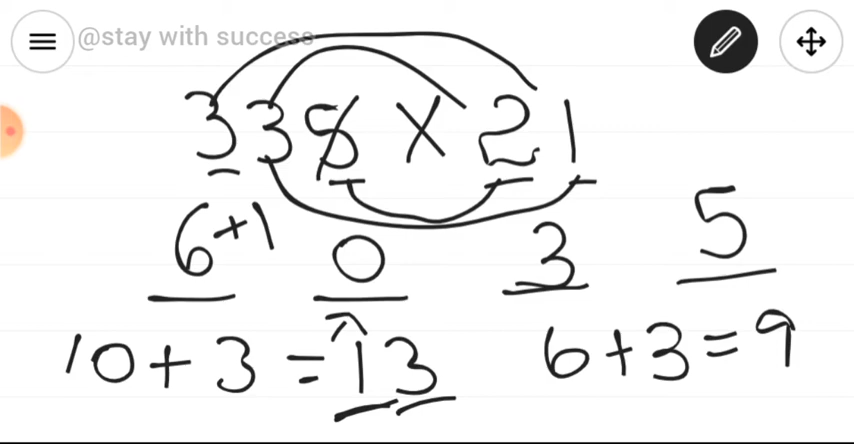 @stay with success
335 × 21
6+1 0 3 5
10 + 3 = 13 6 + 3 = 9